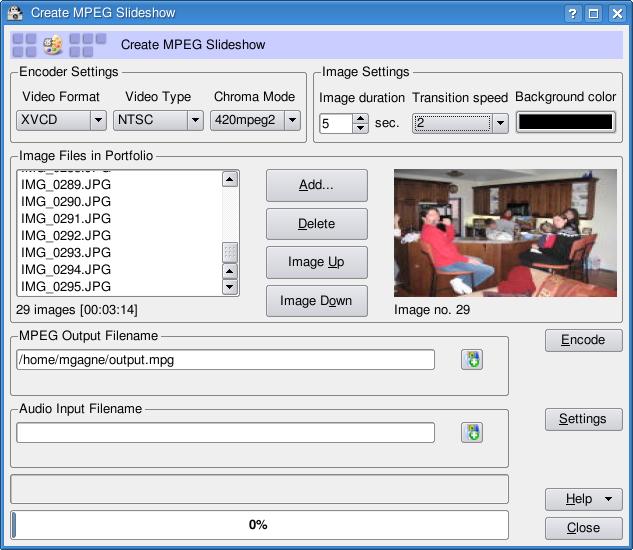 Create MPEG Slideshow
Create MPEG Slideshow
Encoder Settings
Video Format Video Type Chroma Mode
XVCD NTSC 420mpeg2
Image Settings
Image duration Transition speed Background color
5 sec. 2
Image Files in Portfolio
IMG_0289.JPG
IMG_0290.JPG
IMG_0291.JPG
IMG_0292.JPG
IMG_0293.JPG
IMG_0294.JPG
IMG_0295.JPG
29 images [00:03:14]
Add...
Delete
Image Up
Image Down
Image no. 29
MPEG Output Filename
/home/mgagne/output.mpg
Encode
Audio Input Filename
Settings
Help
0%
Close